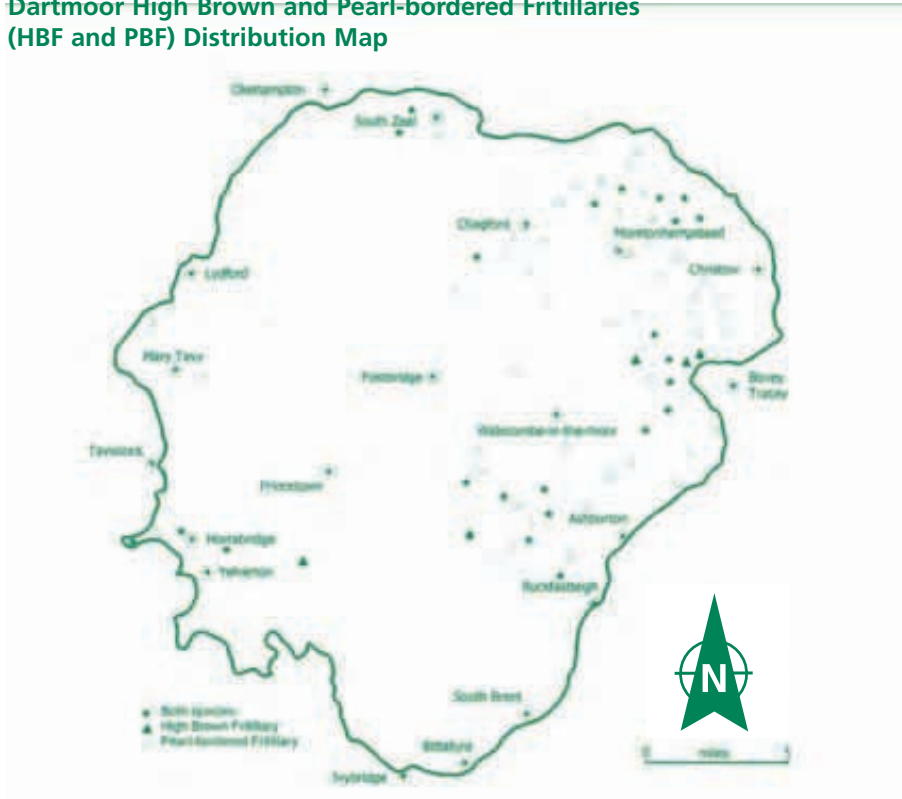 Dartmoor High Brown and Pearl-bordered Fritillaries
(HBF and PBF) Distribution Map
Okehampton
South Zeal
Chagford
Moretonhampstead
Christow
Lydford
Mary Tavy
Postbridge
Bovey
Tracey
Widecombe-in-the-moor
Tavistock
Princetown
Ashburton
Horrabridge
Yelverton
Buckfastleigh
N
South Brent
Both species
High Brown Fritillary
Pearl-bordered Fritillary
Bittaford
0 miles
Ivybridge